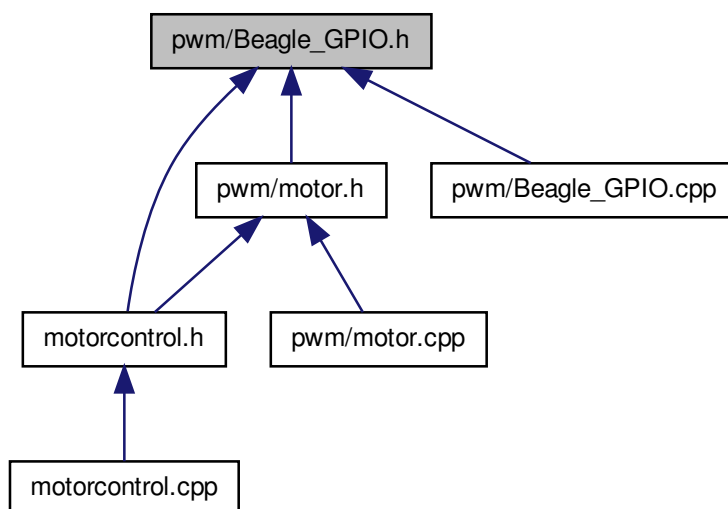 pwm/Beagle_GPIO.h
pwm/motor.h
pwm/Beagle_GPIO.cpp
motorcontrol.h
pwm/motor.cpp
motorcontrol.cpp